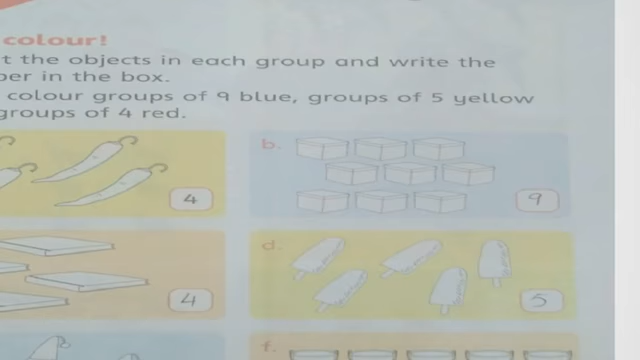 colour!
t the objects in each group and write the
ber in the box.
colour groups of 9 blue, groups of 5 yellow
groups of 4 red.
b.
4
9
d.
4
5
f.